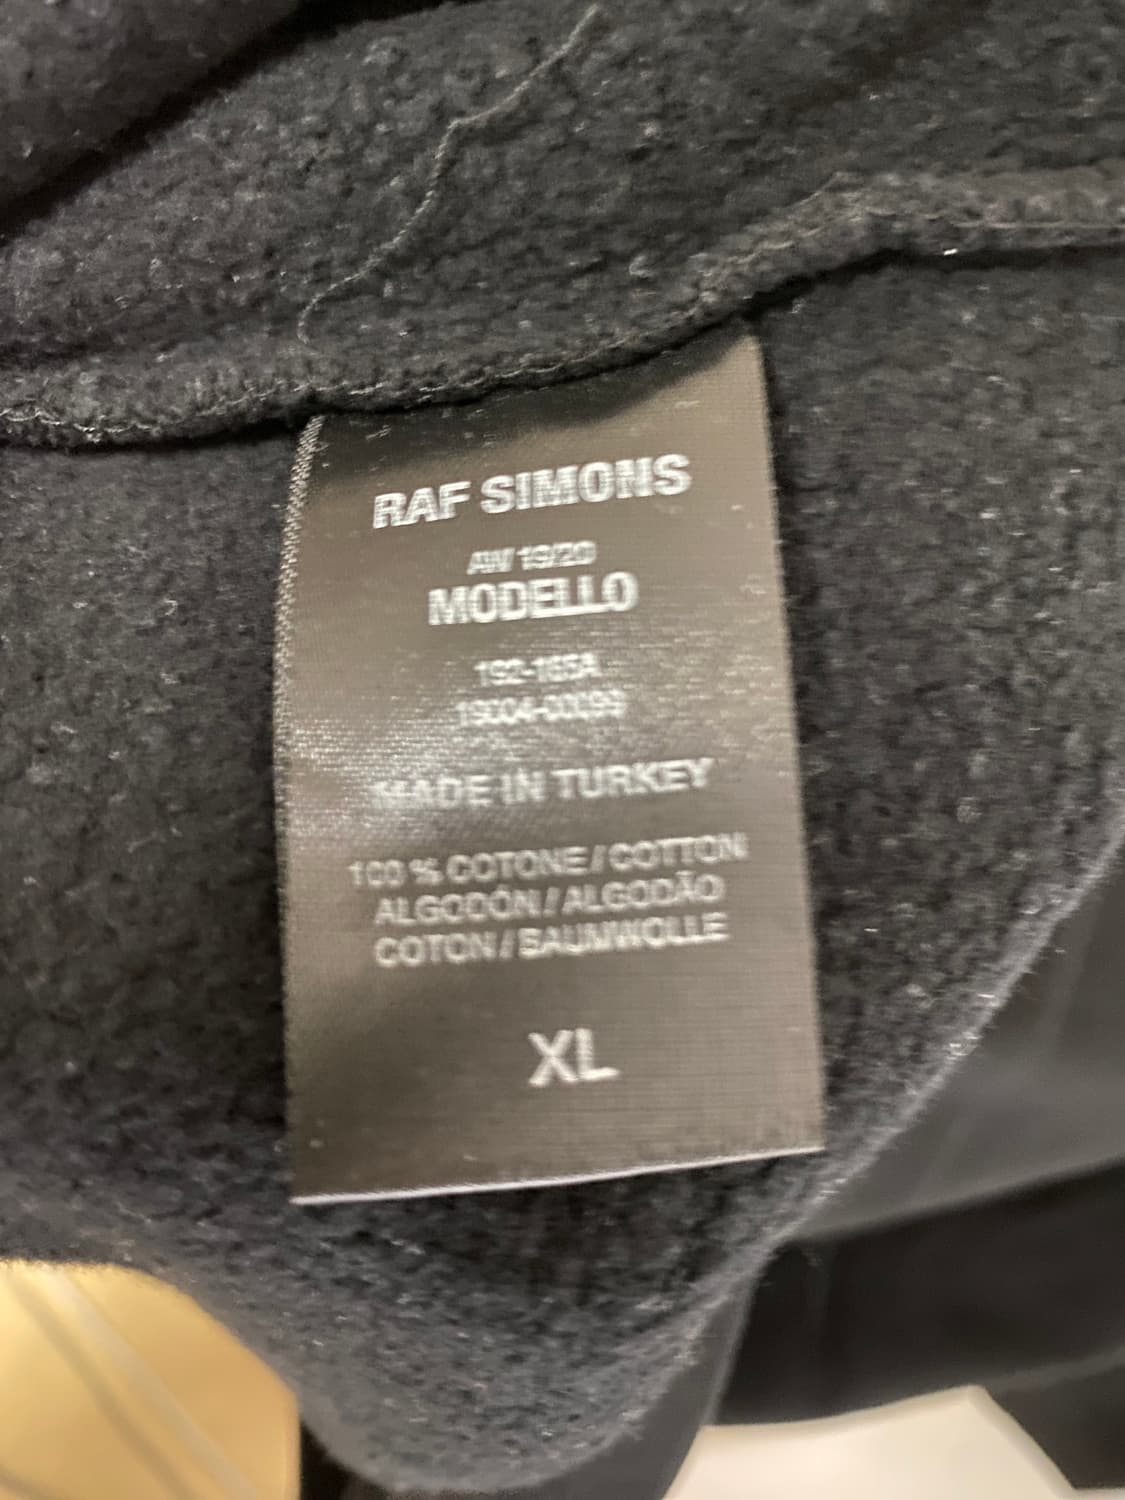 RAF SIMONS
AW 19/20
MODELLO
192-165A
19004-00099
MADE IN TURKEY
100 % COTONE / COTTON
ALGODÓN / ALGODÃO
COTON / BAUMWOLLE
XL